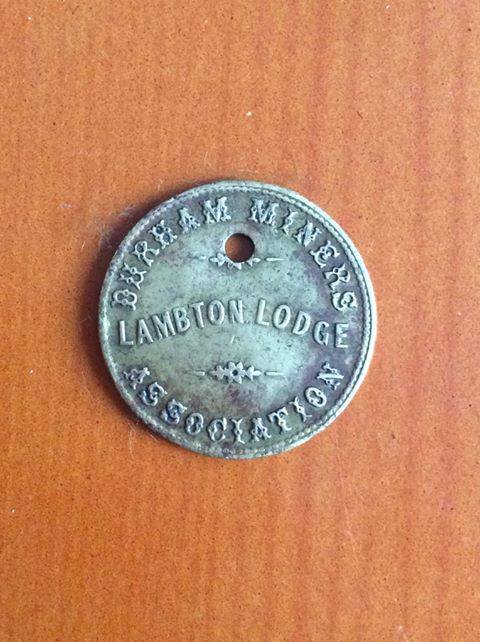 DURHAM MINERS
LAMBTON LODGE
ASSOCIATION